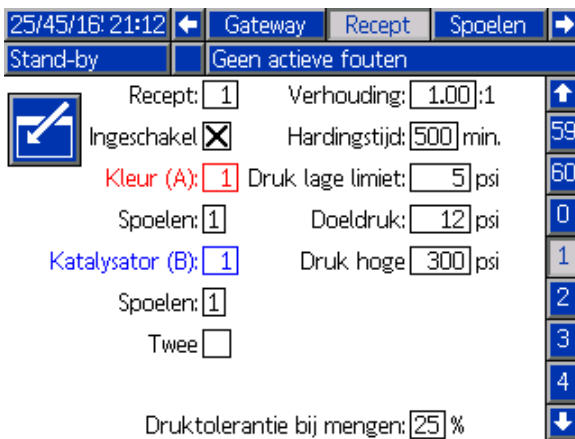 25/45/16 21:12 Gateway Recept Spoelen
Stand-by Geen actieve fouten
Recept: 1 Verhouding: 1.00 :1
Ingeschakel Hardingstijd: 500 min.
Kleur (A): 1 Druk lage limiet: 5 psi
Spoelen: 1 Doeldruk: 12 psi
Katalysator (B): 1 Druk hoge 300 psi
Spoelen: 1
Twee
Druktolerantie bij mengen: 25 %
59
60
0
1
2
3
4